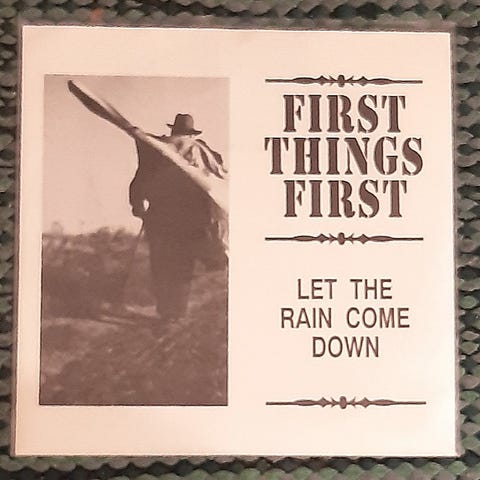 FIRST
THINGS
FIRST
LET THE
RAIN COME
DOWN